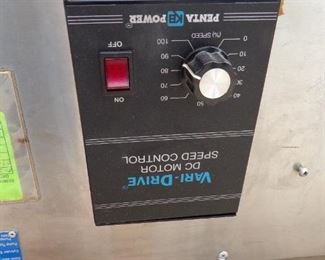 VARI-DRIVE®
DC MOTOR
SPEED CONTROL
50
40 60
30 70
20 80
10 90
0 100
(%) SPEED
ON
OFF
PENTA KB POWER®